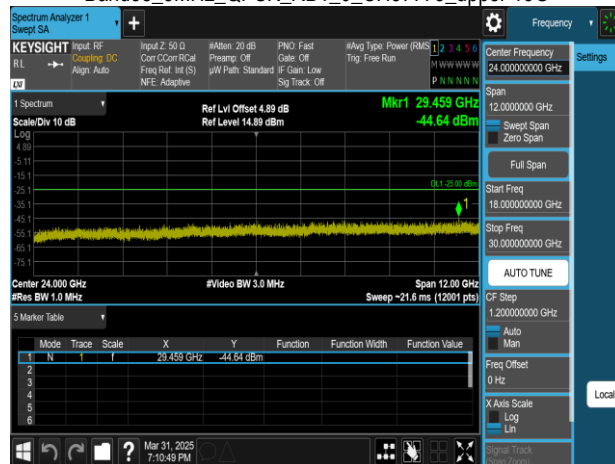 Spectrum Analyzer 1
Swept SA
Frequency
Settings
KEYSIGHT
RL
LXI
Input: RF
Coupling: DC
Align: Auto
Input Z: 50 Ω
Corr CCorr RCal
Freq Ref: Int (S)
NFE: Adaptive
#Atten: 20 dB
Preamp: Off
µW Path: Standard
PNO: Fast
Gate: Off
IF Gain: Low
Sig Track: Off
#Avg Type: Power (RMS
Trig: Free Run
1 2 3 4 5 6
M W W W W W
P N N N N N
1 Spectrum
Scale/Div 10 dB
Log
Ref Lvl Offset 4.89 dB
Ref Level 14.89 dBm
Mkr1 29.459 GHz
-44.64 dBm
4.89
-5.11
-15.1
-25.1
-35.1
-45.1
-55.1
-65.1
-75.1
DL1 -25.00 dBm
1
Center 24.000 GHz
#Res BW 1.0 MHz
#Video BW 3.0 MHz
Span 12.00 GHz
Sweep ~21.6 ms (12001 pts)
5 Marker Table
Mode Trace Scale X Y Function Function Width Function Value
1 N 1 f 29.459 GHz -44.64 dBm
2
3
4
5
6
Mar 31, 2025
7:10:49 PM
Center Frequency
24.000000000 GHz
Span
12.0000000 GHz
Swept Span
Zero Span
Full Span
Start Freq
18.000000000 GHz
Stop Freq
30.000000000 GHz
AUTO TUNE
CF Step
1.200000000 GHz
Auto
Man
Freq Offset
0 Hz
X Axis Scale
Log
Lin
Signal Track
(Span Zoom)
Local